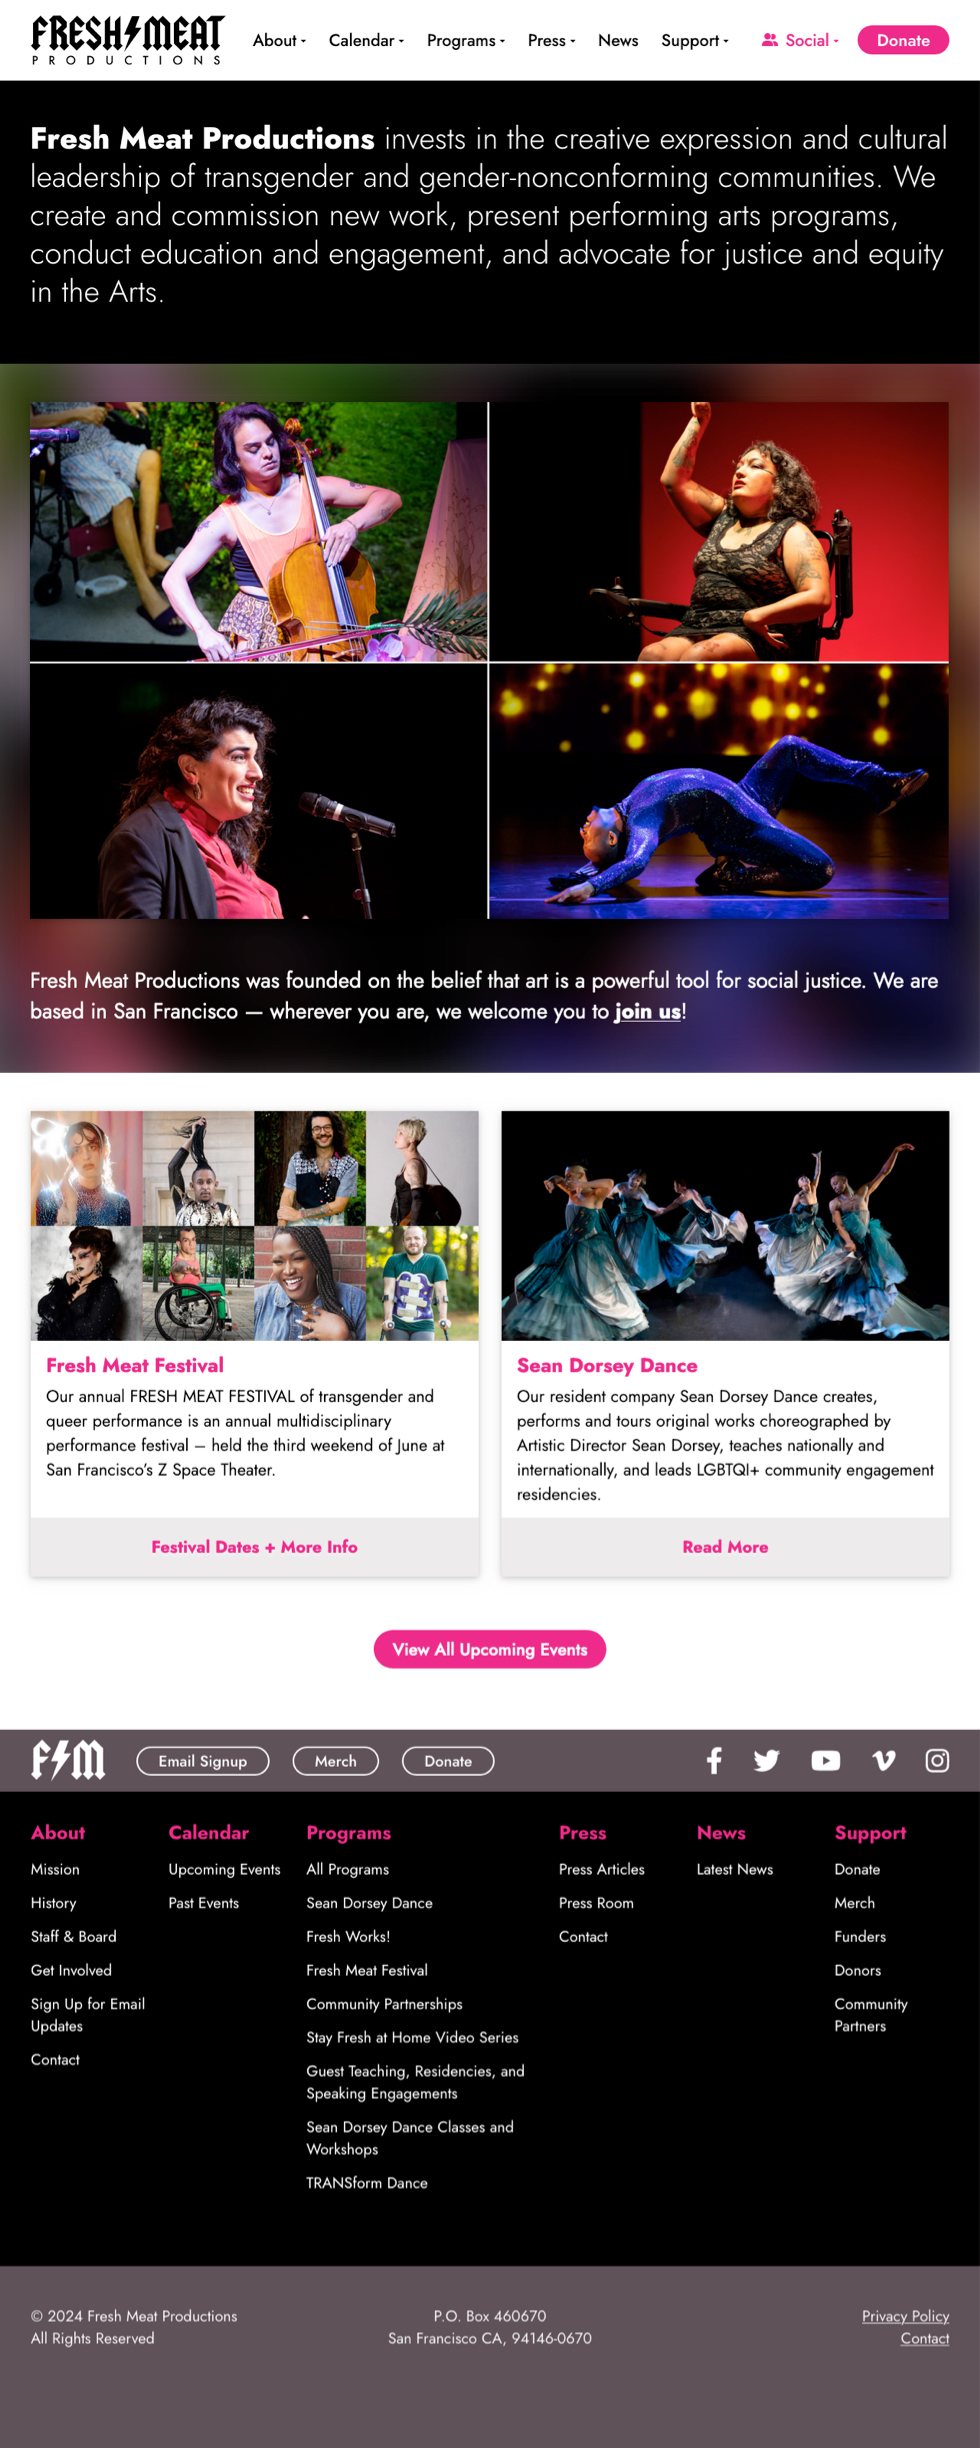 FRESH MEAT
PRODUCTIONS
About
Calendar
Programs
Press
News
Support
Social
Donate
Fresh Meat Productions invests in the creative expression and cultural
leadership of transgender and gender-nonconforming communities. We
create and commission new work, present performing arts programs,
conduct education and engagement, and advocate for justice and equity
in the Arts.
Fresh Meat Productions was founded on the belief that art is a powerful tool for social justice. We are
based in San Francisco — wherever you are, we welcome you to join us!
Fresh Meat Festival
Our annual FRESH MEAT FESTIVAL of transgender and
queer performance is an annual multidisciplinary
performance festival – held the third weekend of June at
San Francisco’s Z Space Theater.
Festival Dates + More Info
Sean Dorsey Dance
Our resident company Sean Dorsey Dance creates,
performs and tours original works choreographed by
Artistic Director Sean Dorsey, teaches nationally and
internationally, and leads LGBTQI+ community engagement
residencies.
Read More
View All Upcoming Events
FM
Email Signup
Merch
Donate
About
Mission
History
Staff & Board
Get Involved
Sign Up for Email
Updates
Contact
Calendar
Upcoming Events
Past Events
Programs
All Programs
Sean Dorsey Dance
Fresh Works!
Fresh Meat Festival
Community Partnerships
Stay Fresh at Home Video Series
Guest Teaching, Residencies, and
Speaking Engagements
Sean Dorsey Dance Classes and
Workshops
TRANSform Dance
Press
Press Articles
Press Room
Contact
News
Latest News
Support
Donate
Merch
Funders
Donors
Community
Partners
© 2024 Fresh Meat Productions
All Rights Reserved
P.O. Box 460670
San Francisco CA, 94146-0670
Privacy Policy
Contact